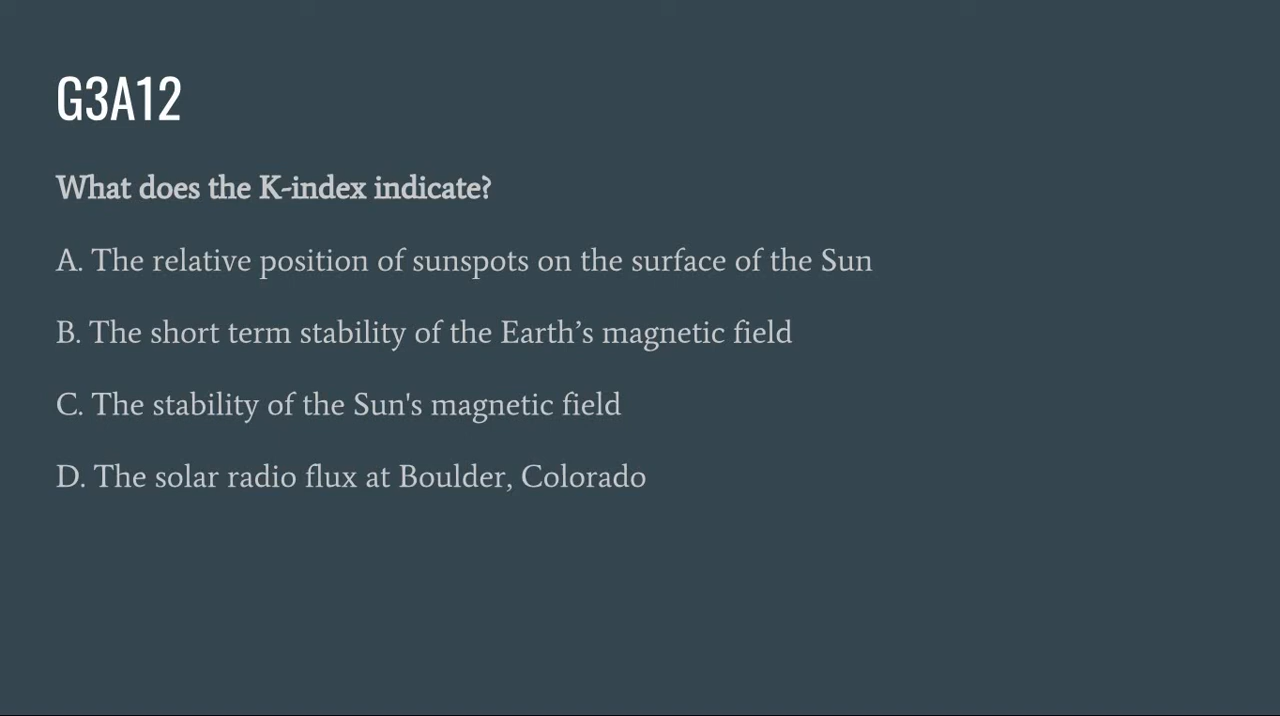 G3A12
What does the K-index indicate?
A. The relative position of sunspots on the surface of the Sun
B. The short term stability of the Earth’s magnetic field
C. The stability of the Sun's magnetic field
D. The solar radio flux at Boulder, Colorado